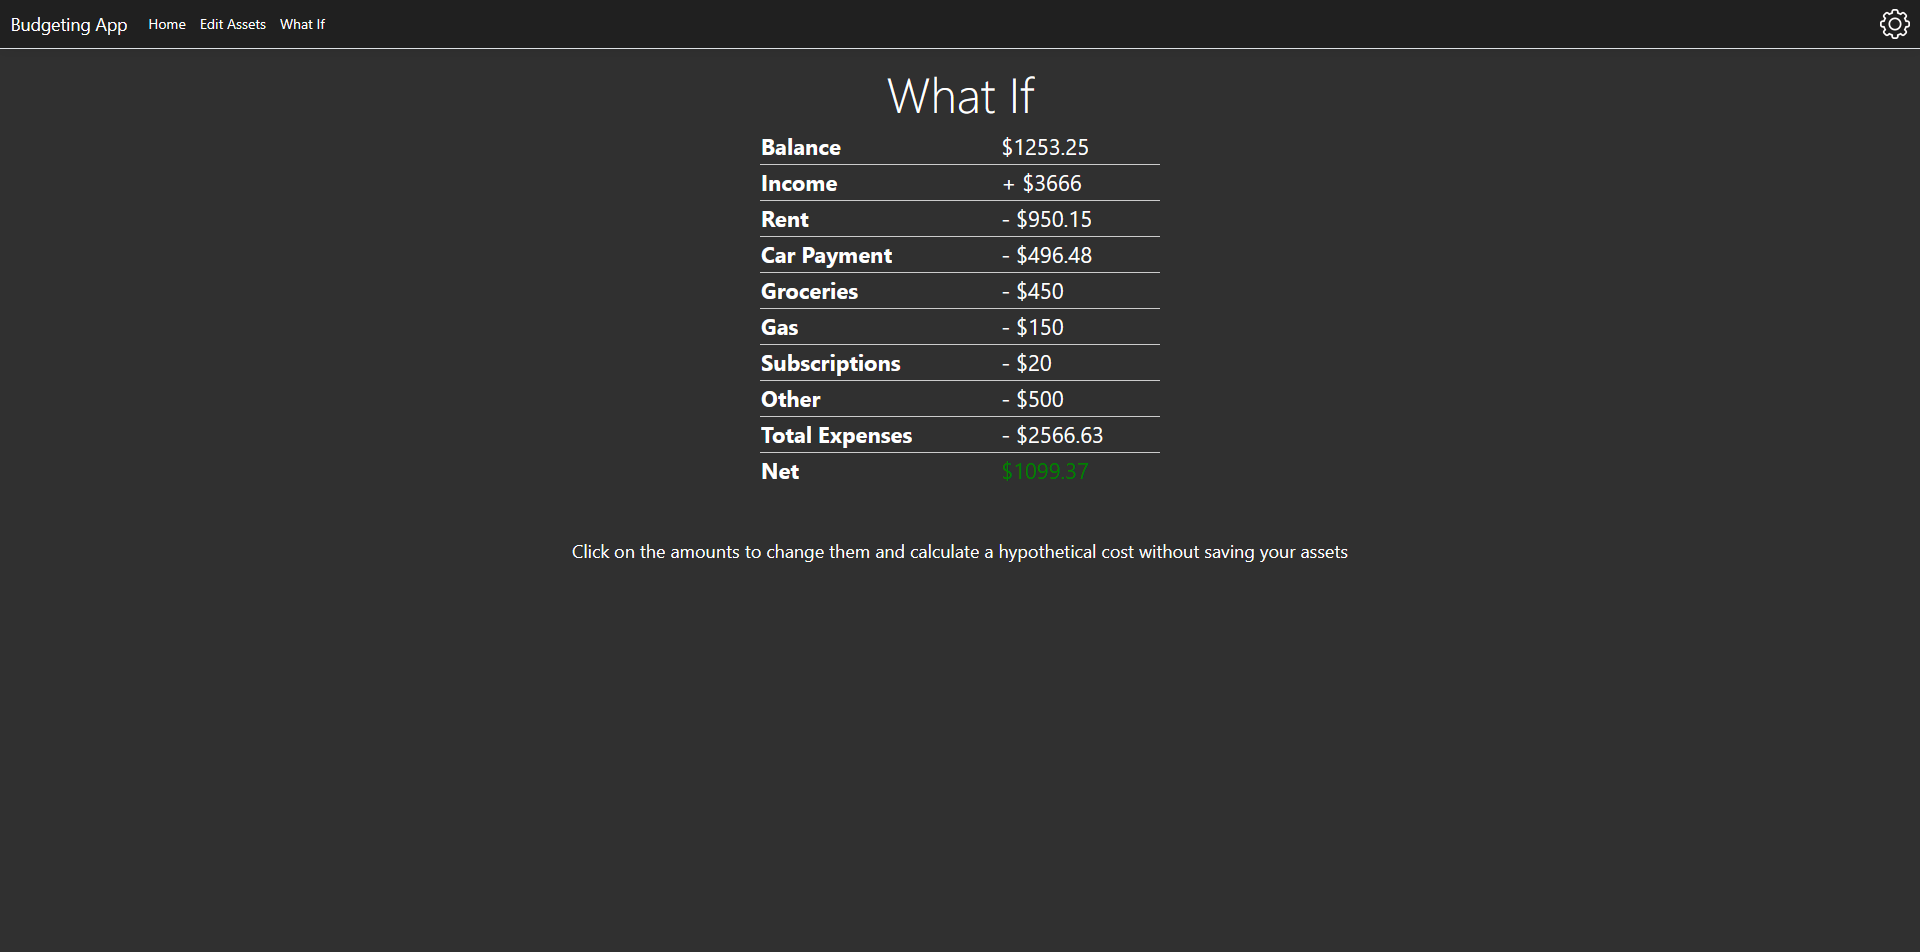 Budgeting App Home Edit Assets What If
What If
Balance $1253.25
Income + $3666
Rent - $950.15
Car Payment - $496.48
Groceries - $450
Gas - $150
Subscriptions - $20
Other - $500
Total Expenses - $2566.63
Net $1099.37
Click on the amounts to change them and calculate a hypothetical cost without saving your assets